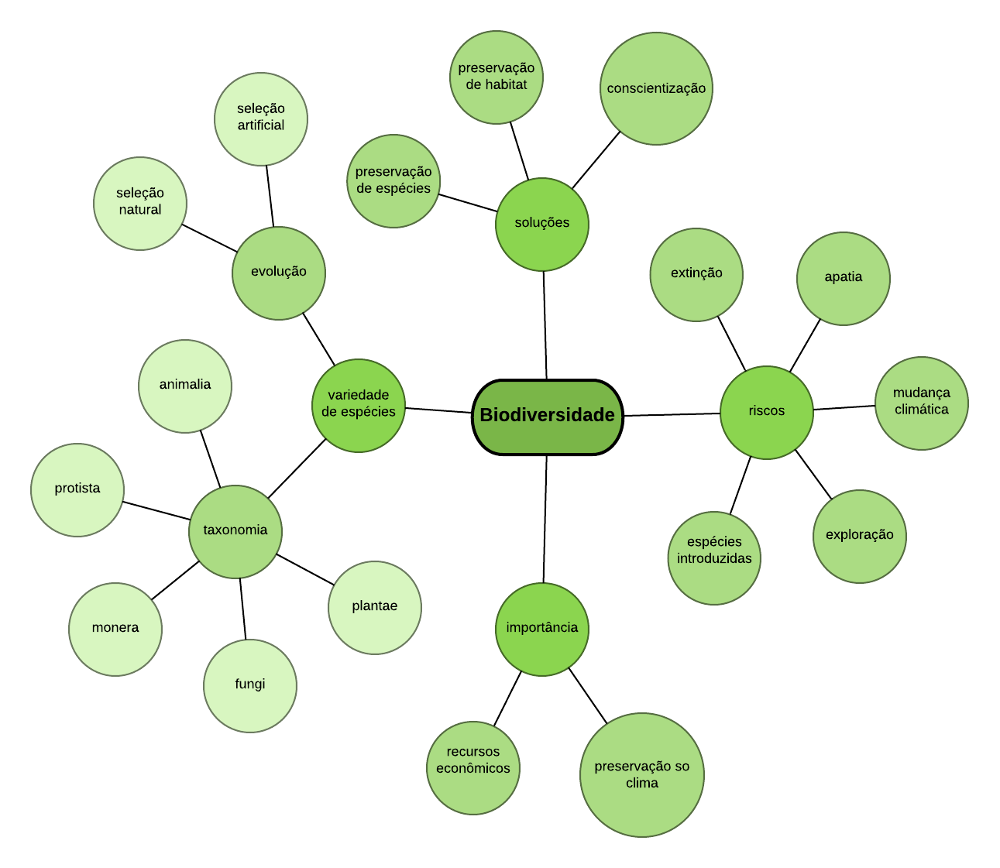 preservação
de habitat
conscientização
seleção
artificial
seleção
natural
preservação
de espécies
soluções
evolução
extinção
apatia
animalia
variedade
de espécies
Biodiversidade
riscos
mudança
climática
protista
taxonomia
espécies
introduzidas
exploração
monera
plantae
importância
fungi
recursos
econômicos
preservação so
clima